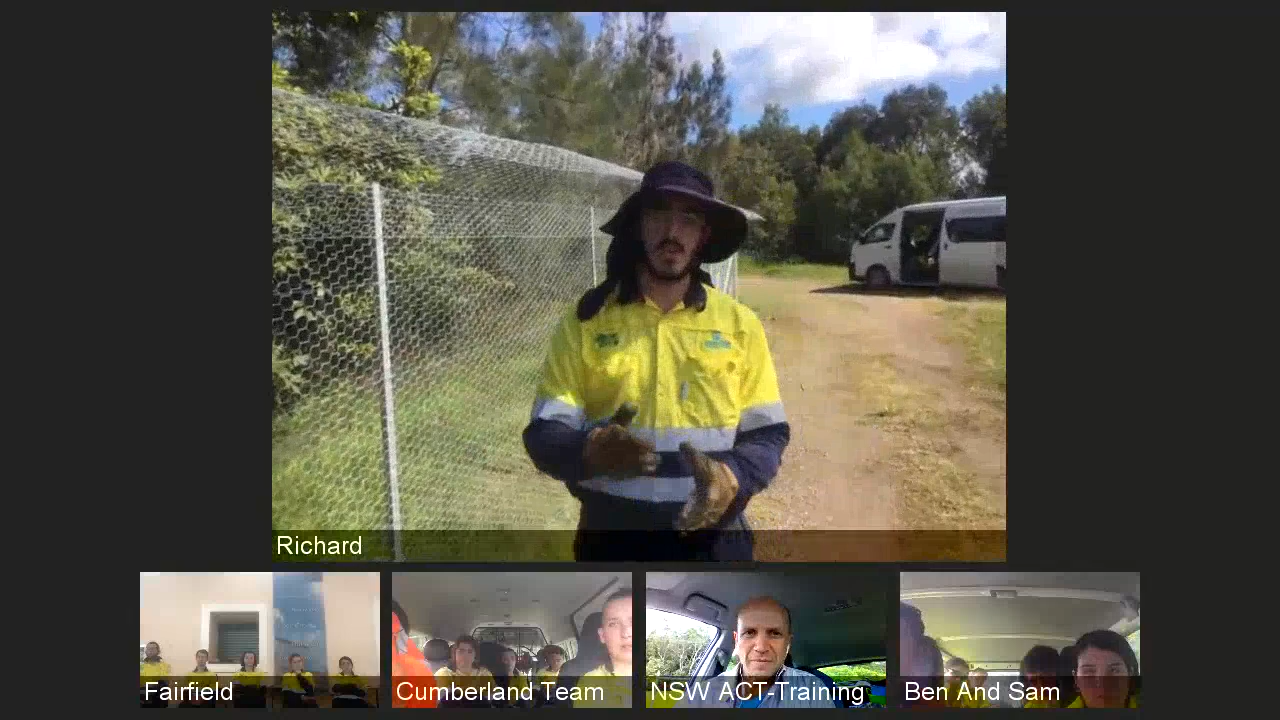 Richard
Fairfield
Cumberland Team
NSW ACT-Training
Ben And Sam